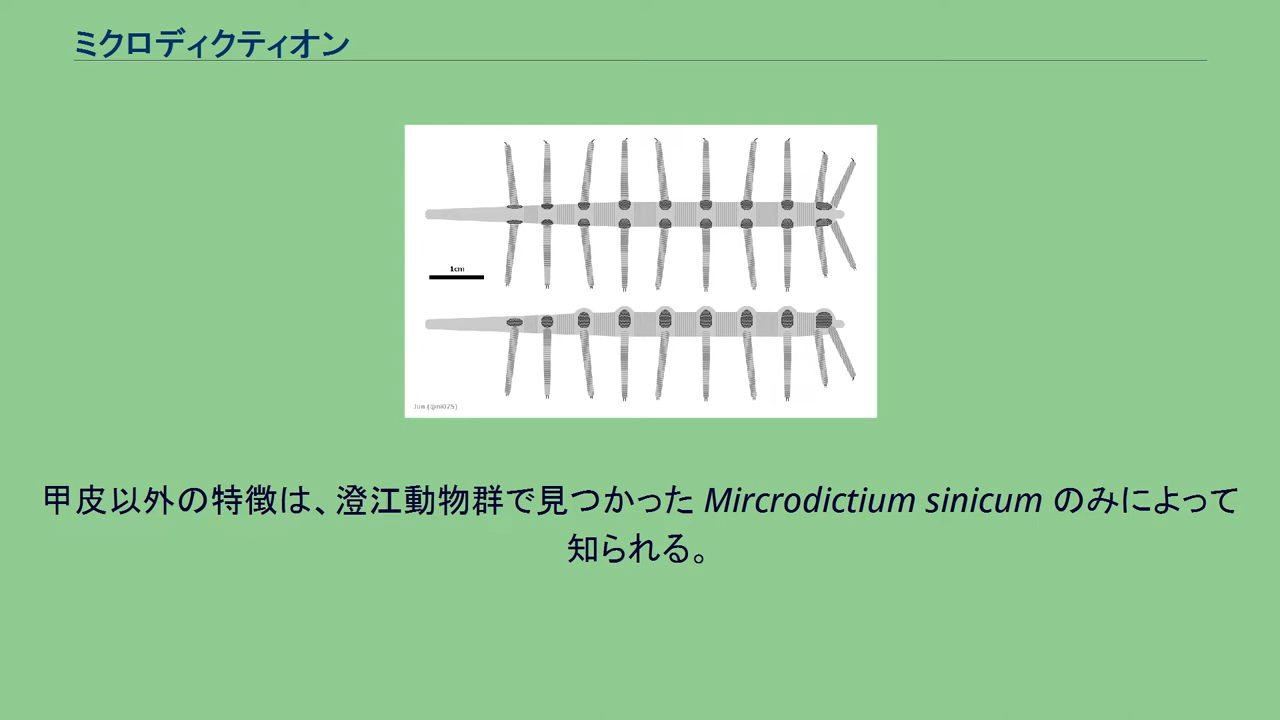 ミクロディクティオン
1cm
Jun (@ni075)
甲皮以外の特徴は、澄江動物群で見つかった Mircrodictium sinicum のみによって
知られる。